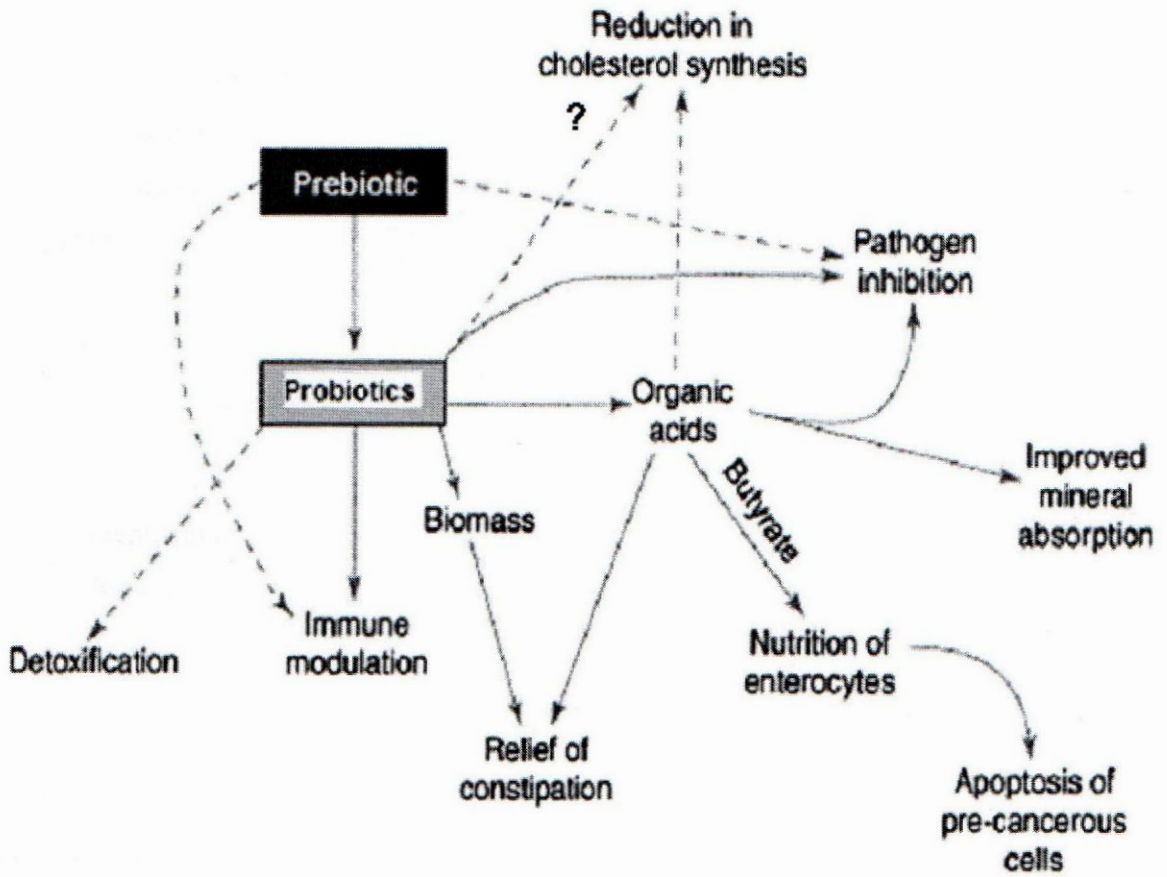 Reduction in
cholesterol synthesis
?
Prebiotic
Pathogen
inhibition
Probiotics
Organic
acids
Butyrate
Improved
mineral
absorption
Biomass
Immune
modulation
Detoxification
Nutrition of
enterocytes
Relief of
constipation
Apoptosis of
pre-cancerous
cells